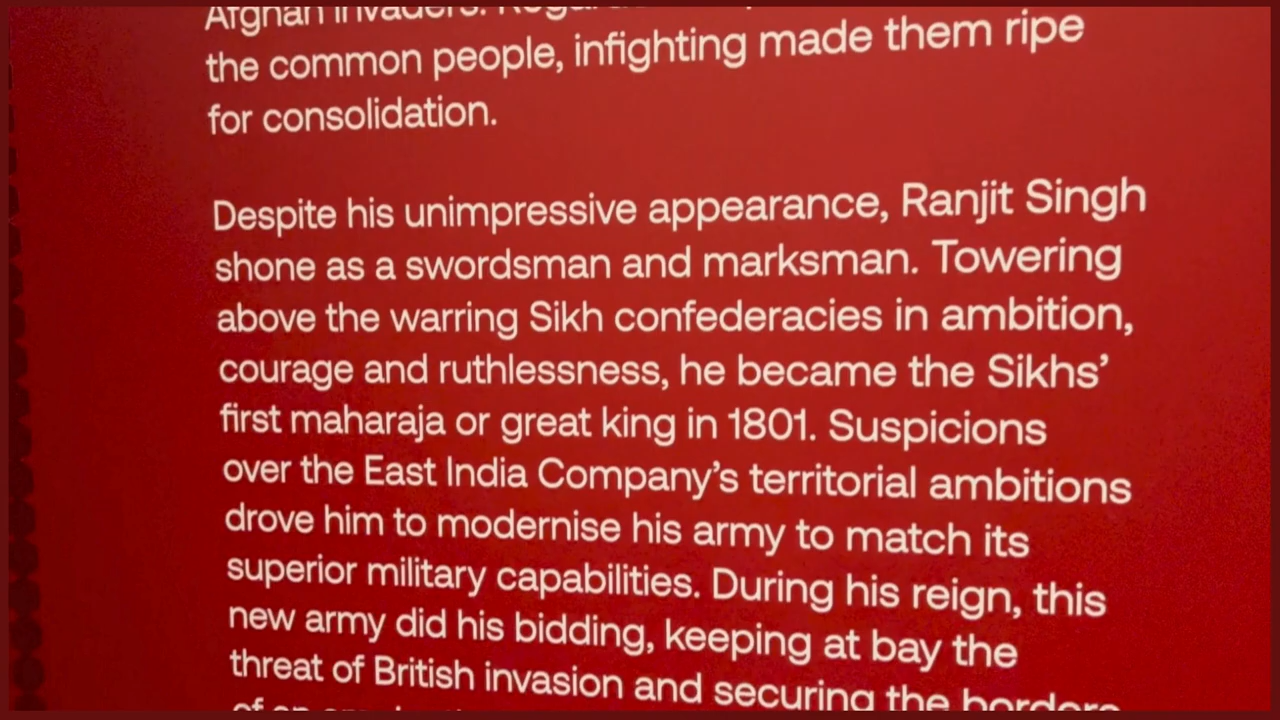 Afghan invaders.
the common people, infighting made them ripe
for consolidation.
Despite his unimpressive appearance, Ranjit Singh
shone as a swordsman and marksman. Towering
above the warring Sikh confederacies in ambition,
courage and ruthlessness, he became the Sikhs’
first maharaja or great king in 1801. Suspicions
over the East India Company’s territorial ambitions
drove him to modernise his army to match its
superior military capabilities. During his reign, this
new army did his bidding, keeping at bay the
threat of British invasion and securing the borders